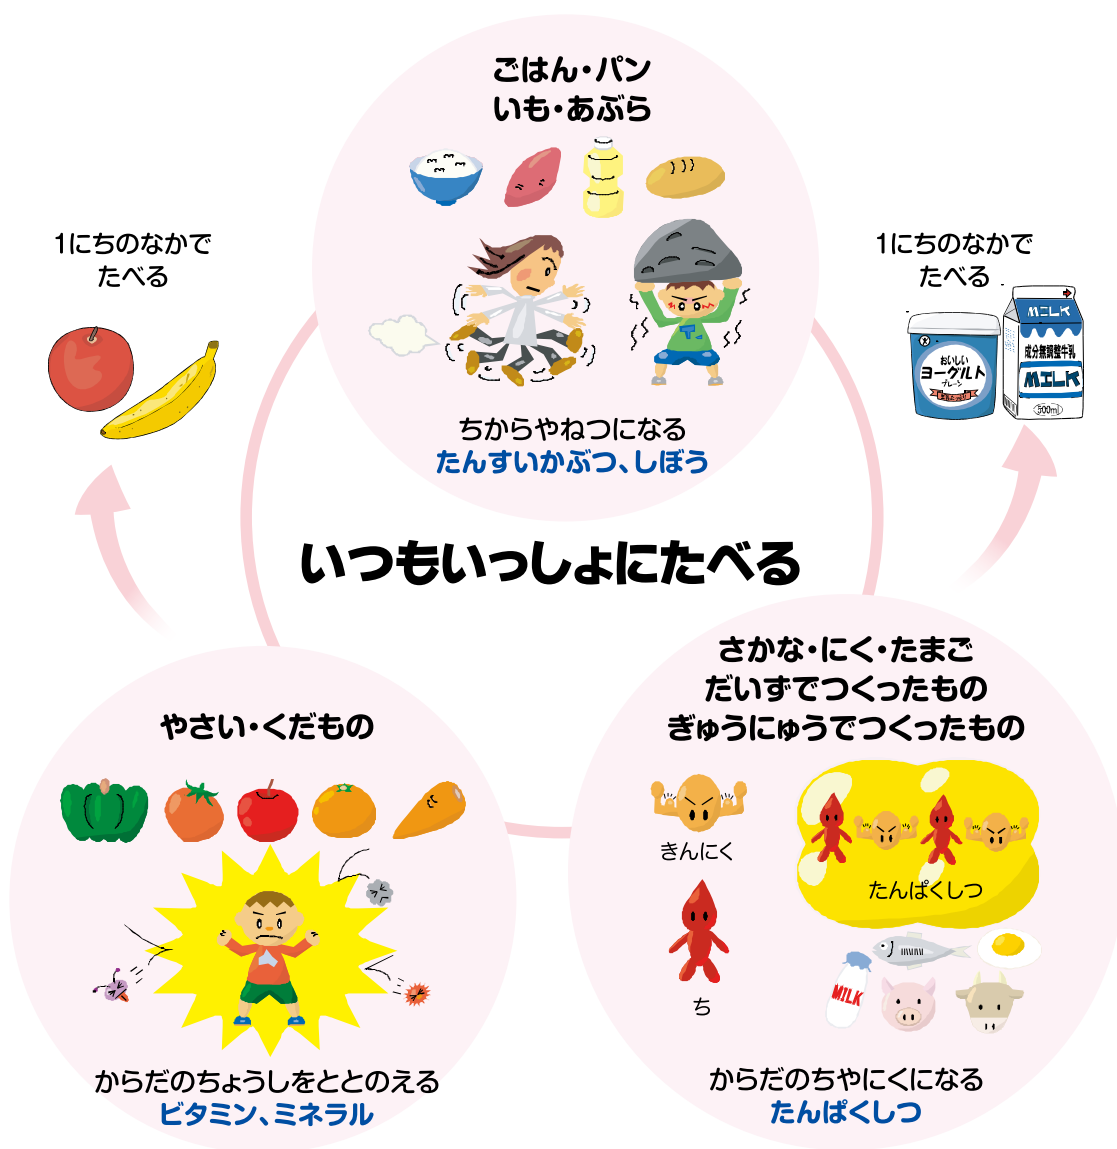 ごはん・パン
いも・あぶら
ちからやねつになる
たんすいかぶつ、しぼう
1にちのなかで
たべる
1にちのなかで
たべる
おいしい
ヨーグルト
プレーン
MILK
成分無調整牛乳
MILK
500ml
いつもいっしょにたべる
やさい・くだもの
からだのちょうしをととのえる
ビタミン、ミネラル
さかな・にく・たまご
だいずでつくったもの
ぎゅうにゅうでつくったもの
きんにく
たんぱくしつ
ち
MILK
からだのちやにくになる
たんぱくしつ